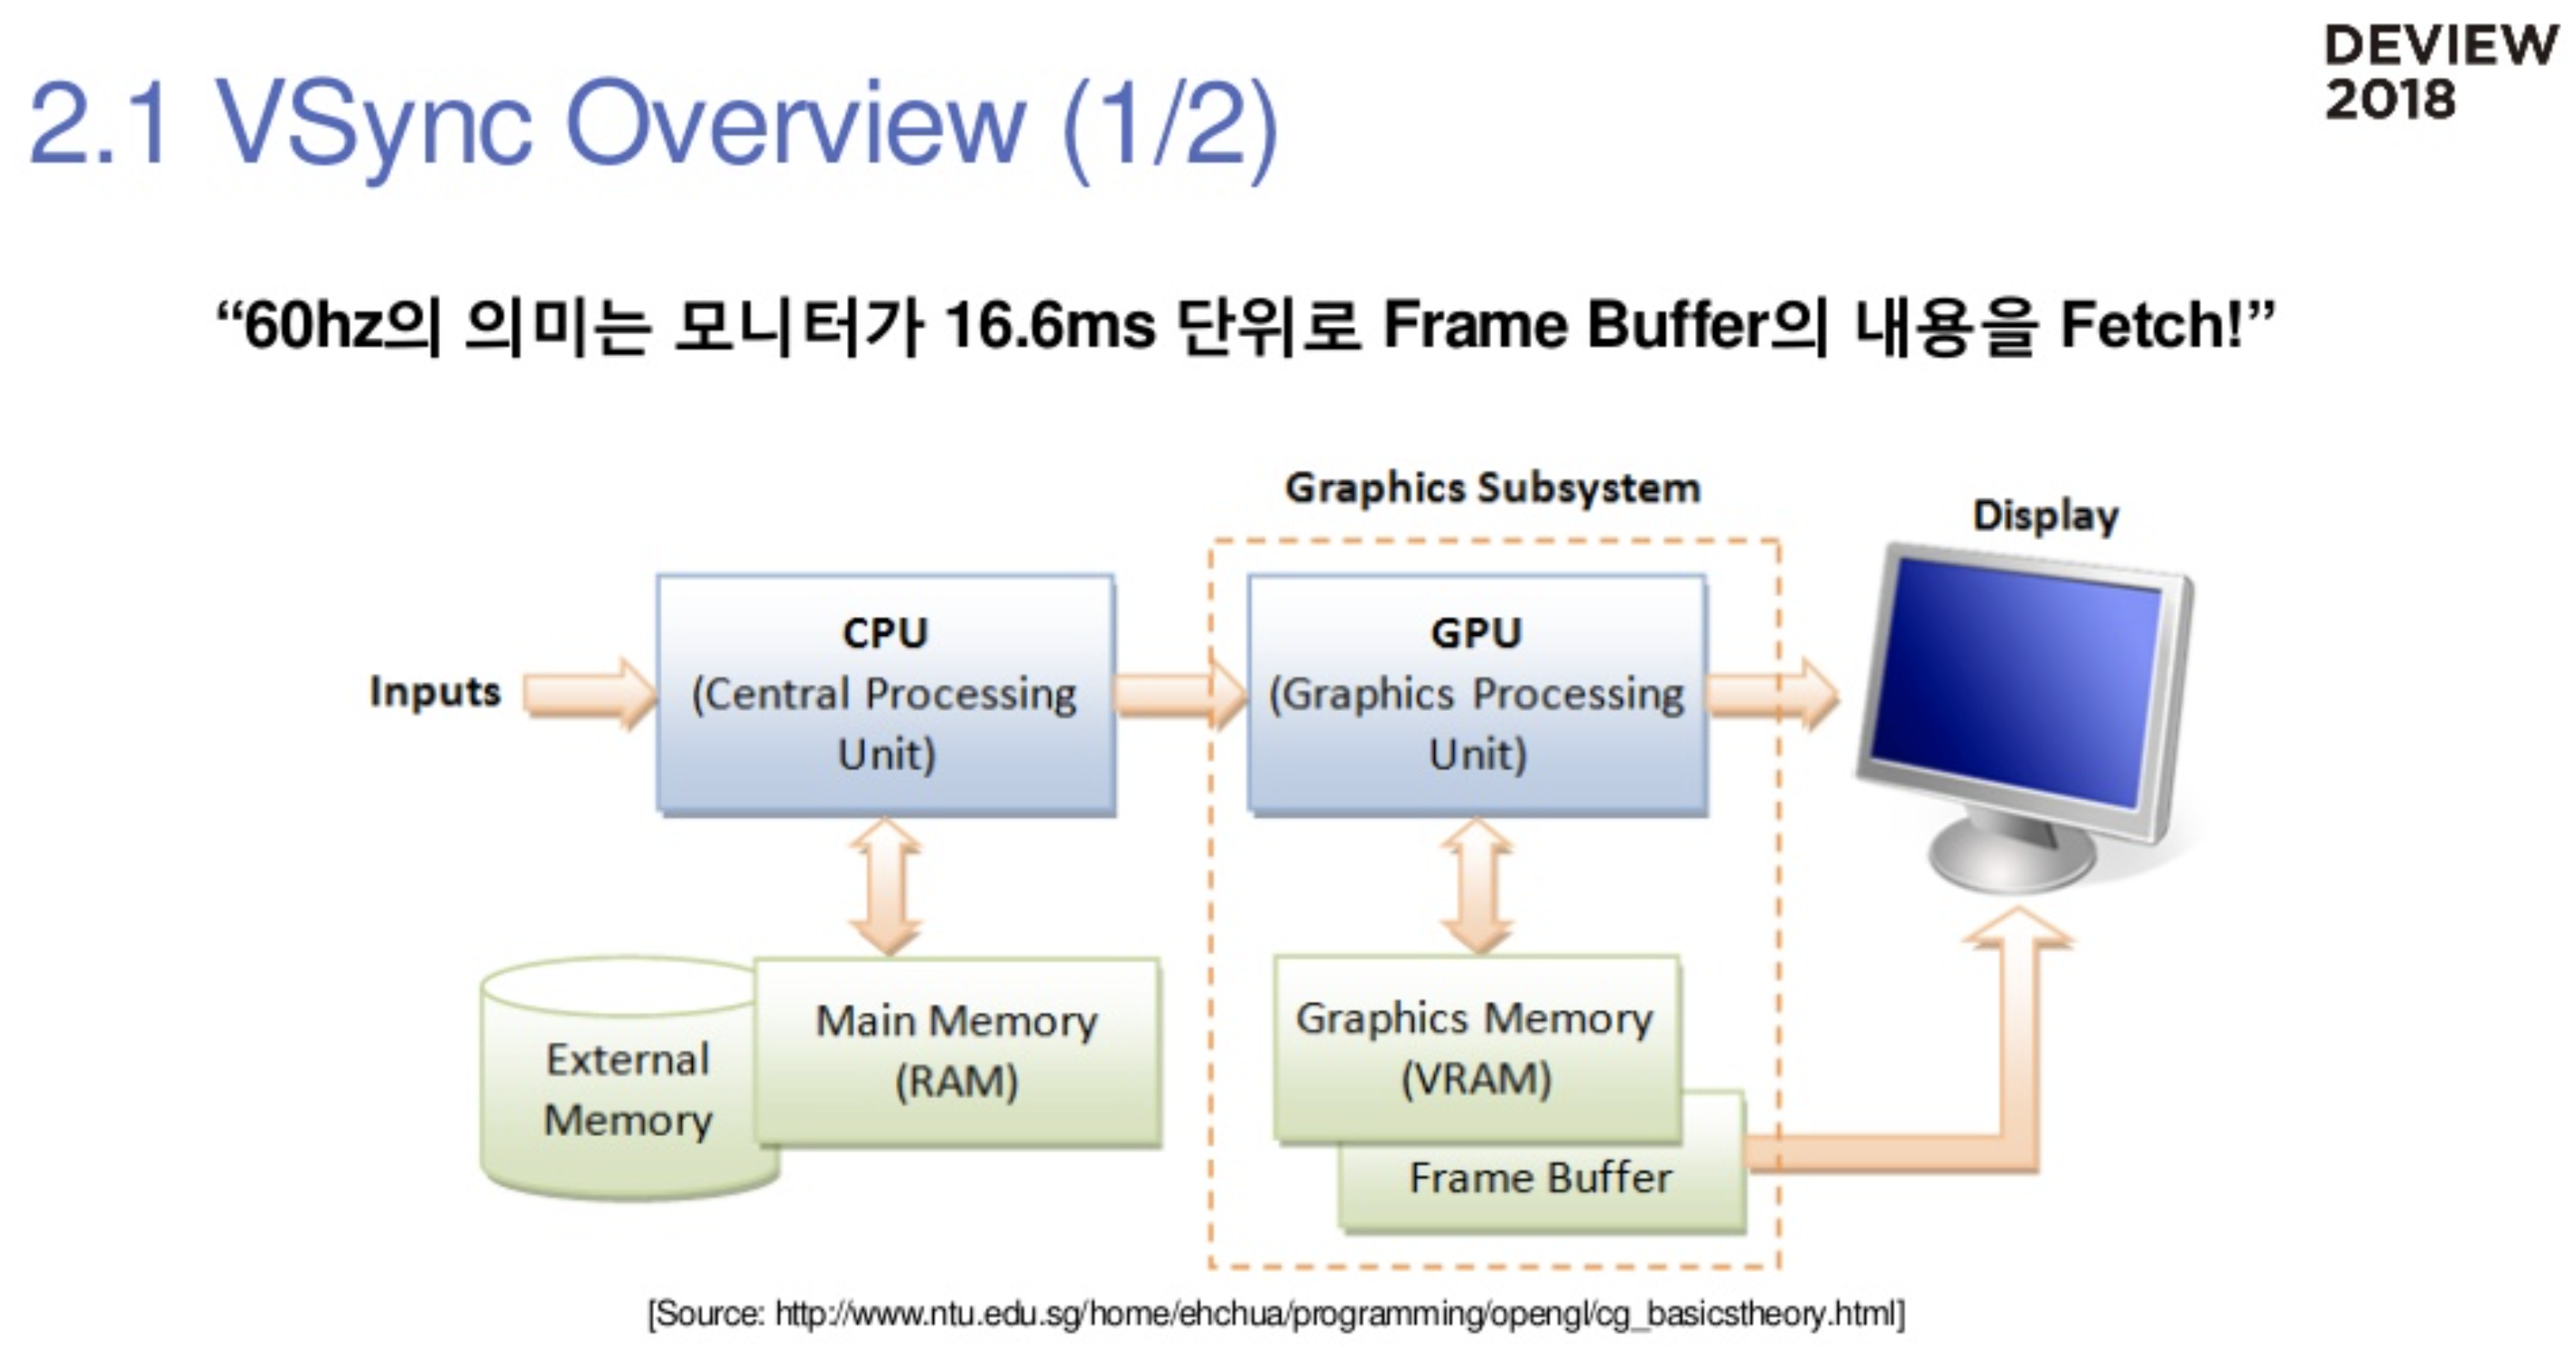 DEVIEW
2018
2.1 VSync Overview (1/2)
“60hz의 의미는 모니터가 16.6ms 단위로 Frame Buffer의 내용을 Fetch!”
Graphics Subsystem
Display
Inputs
CPU
(Central Processing
Unit)
GPU
(Graphics Processing
Unit)
External
Memory
Main Memory
(RAM)
Graphics Memory
(VRAM)
Frame Buffer
[Source: http://www.ntu.edu.sg/home/ehchua/programming/opengl/cg_basicstheory.html]